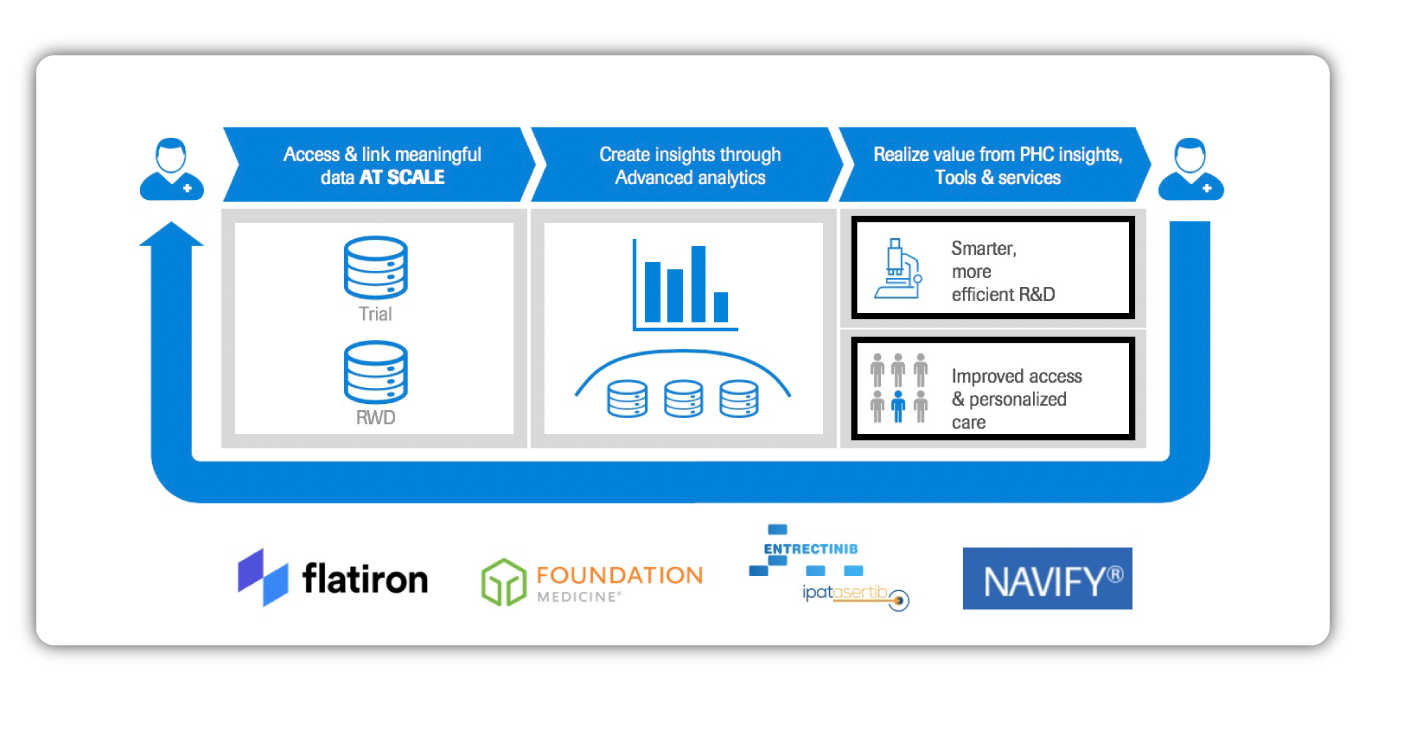 Access & link meaningful
data AT SCALE
Create insights through
Advanced analytics
Realize value from PHC insights,
Tools & services
Trial
RWD
Smarter,
more
efficient R&D
Improved access
& personalized
care
flatiron
FOUNDATION
MEDICINE®
ENTRECTINIB
ipatasertib
NAVIFY®